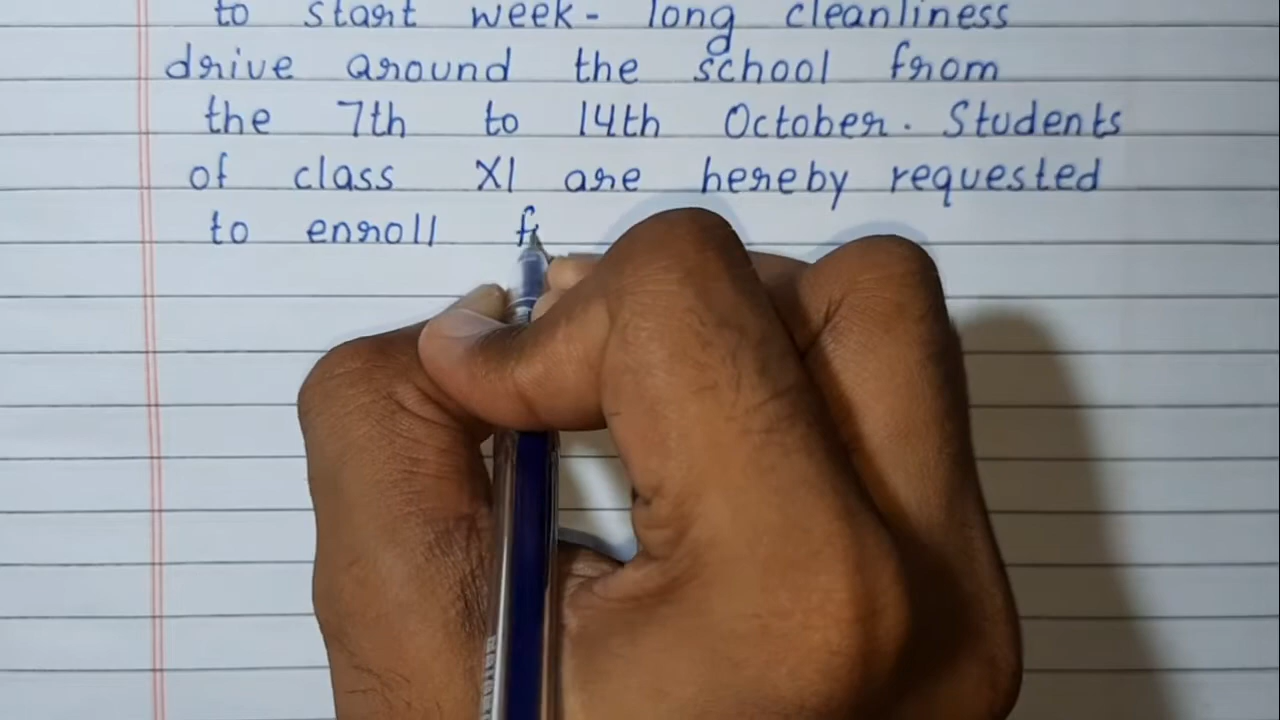 to start week-long cleanliness
drive around the school from
the 7th to 14th October. Students
of class XI are hereby requested
to enroll f